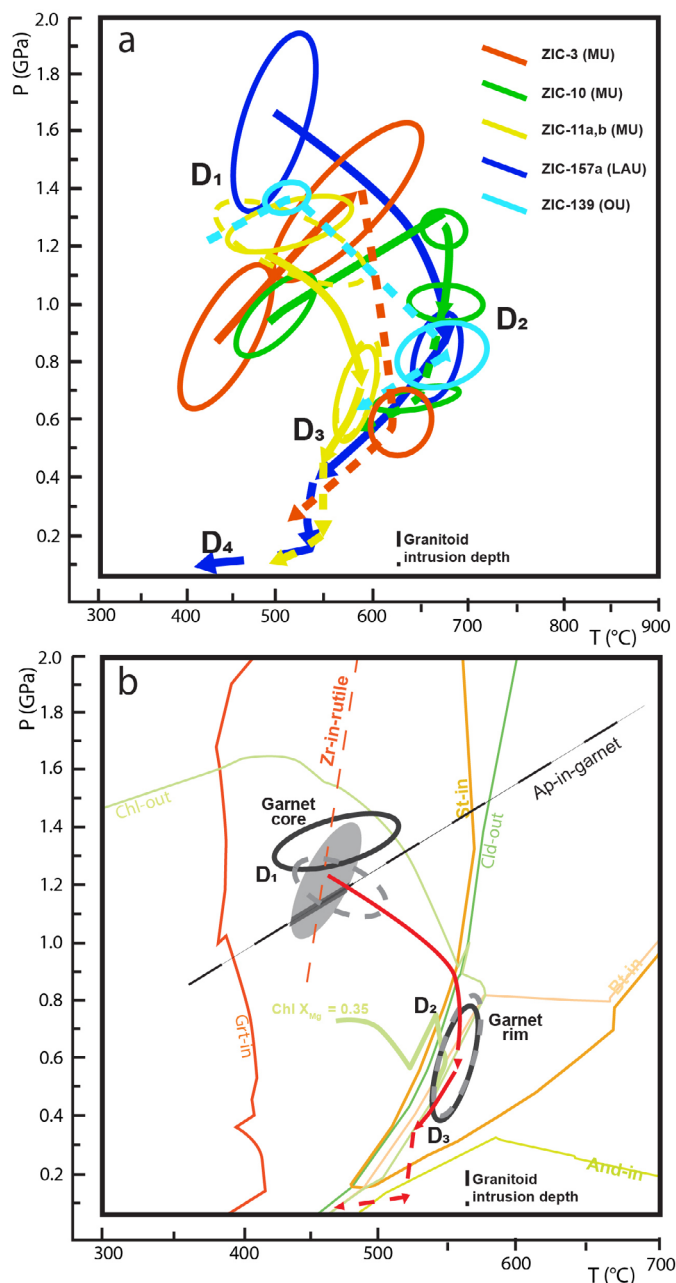 a
P (GPa)
2.0
1.8
1.6
1.4
1.2
1.0
0.8
0.6
0.4
0.2
ZIC-3 (MU)
ZIC-10 (MU)
ZIC-11a,b (MU)
ZIC-157a (LAU)
ZIC-139 (OU)
D₁
D₂
D₃
D₄
Granitoid
intrusion depth
300
400
500
600
700
800
900
T (°C)
b
P (GPa)
2.0
1.8
1.6
1.4
1.2
1.0
0.8
0.6
0.4
0.2
Zr-in-rutile
St-in
Cld-out
Ap-in-garnet
Chl-out
Garnet
core
D₁
Chl XMg = 0.35
D₂
Bt-in
Garnet
rim
Grt-in
D₃
And-in
Granitoid
intrusion depth
300
400
500
600
700
T (°C)